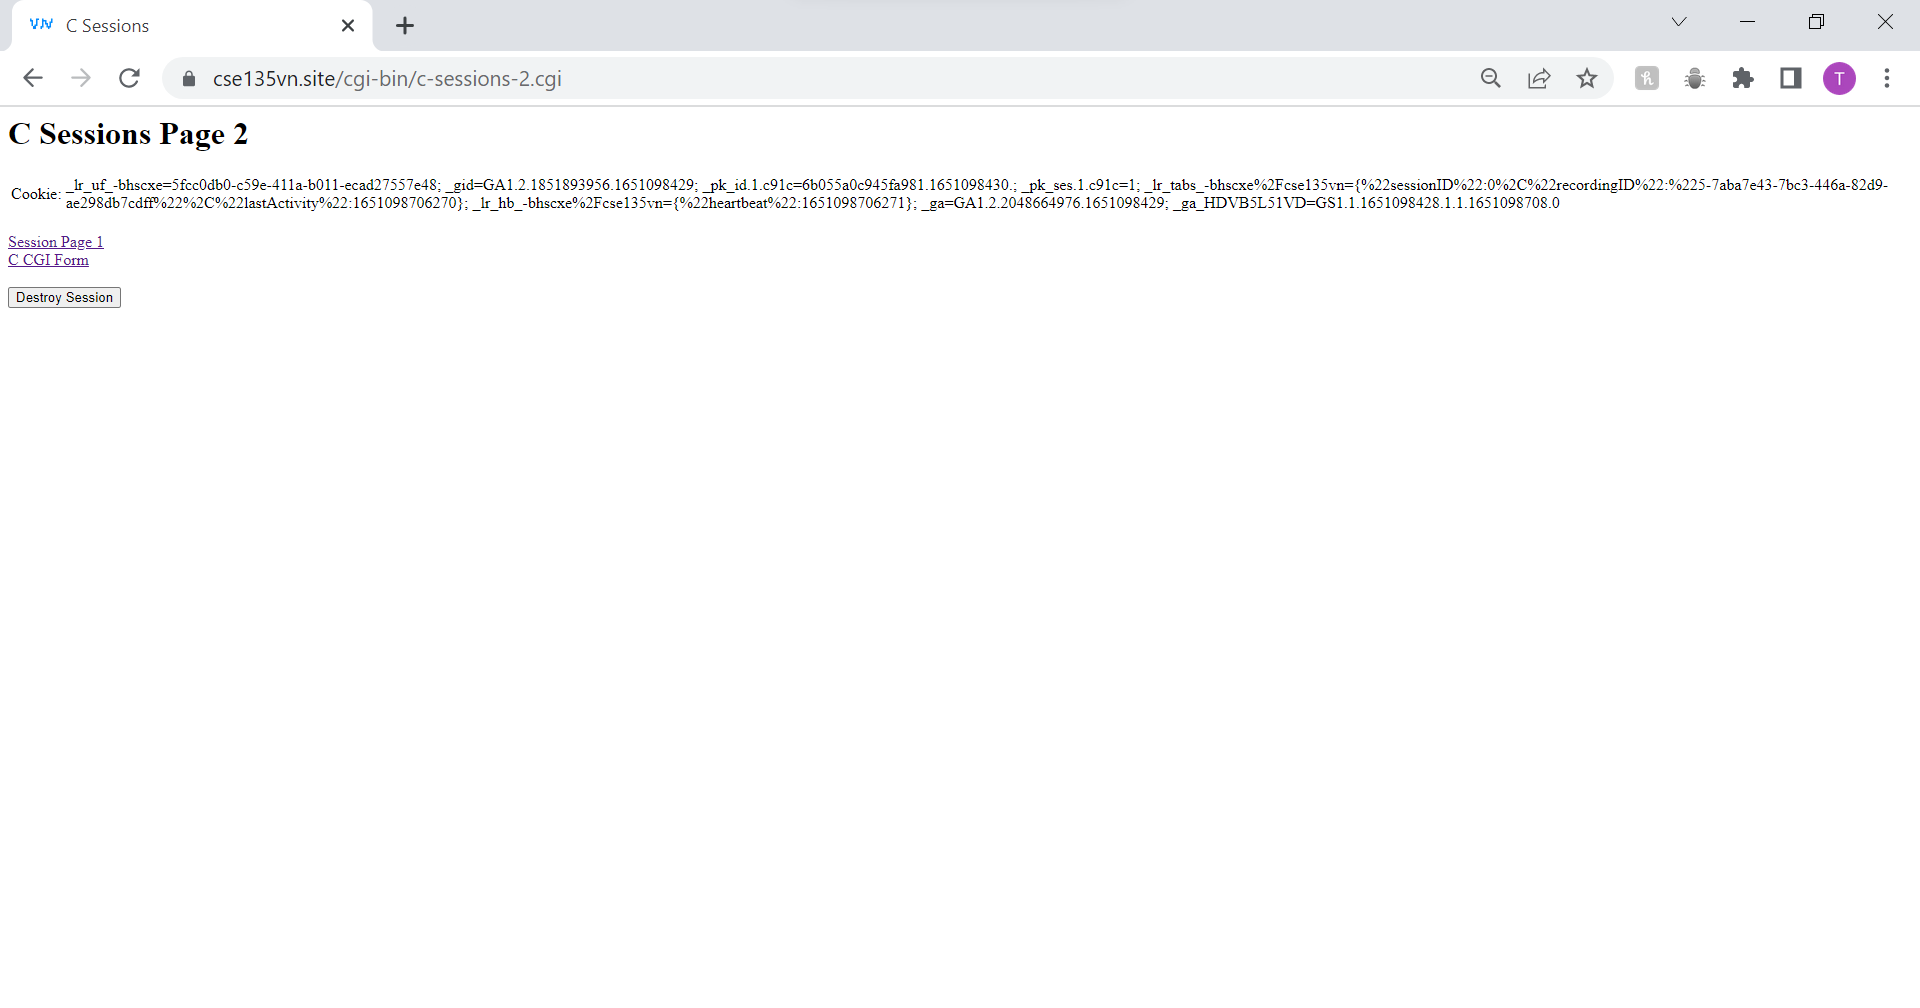 VN C Sessions
cse135vn.site/cgi-bin/c-sessions-2.cgi
T
C Sessions Page 2
Cookie: _lr_uf_-bhscxe=5fcc0db0-c59e-411a-b011-ecad27557e48; _gid=GA1.2.1851893956.1651098429; _pk_id.1.c91c=6b055a0c945fa981.1651098430.; _pk_ses.1.c91c=1; _lr_tabs_-bhscxe%2Fcse135vn={%22sessionID%22:0%2C%22recordingID%22:%225-7aba7e43-7bc3-446a-82d9-
ae298db7cdff%22%2C%22lastActivity%22:1651098706270}; _lr_hb_-bhscxe%2Fcse135vn={%22heartbeat%22:1651098706271}; _ga=GA1.2.2048664976.1651098429; _ga_HDVB5L51VD=GS1.1.1651098428.1.1.1651098708.0
Session Page 1
C CGI Form
Destroy Session